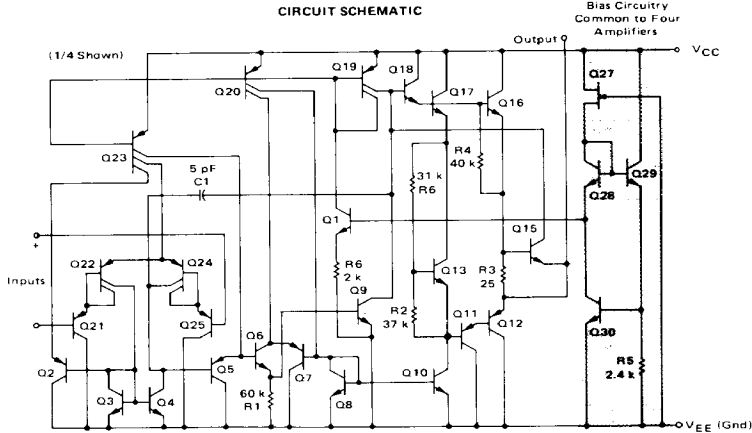 CIRCUIT SCHEMATIC
Bias Circuitry
Common to Four
Amplifiers
(1/4 Shown)
Output
VCC
Q19
Q18
Q27
Q20
Q17
Q16
Q23
5 pF
C1
31 k
R6
R4
40 k
Q28
Q29
Q1
Q15
+
Q22
Q24
R6
2 k
Q13
R3
25
Inputs
Q9
Q21
Q25
Q6
R2
37 k
Q11
Q12
Q30
Q2
Q5
Q7
Q10
R5
2.4 k
Q3
Q4
60 k
R1
Q8
VEE (Gnd)